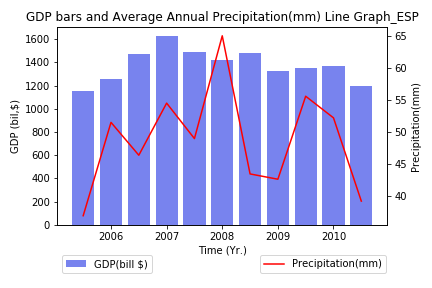 GDP bars and Average Annual Precipitation(mm) Line Graph_ESP
1600
1400
1200
1000
800
600
400
200
0
GDP (bil,$)
65
60
55
50
45
40
Precipitation(mm)
2006 2007 2008 2009 2010
Time (Yr.)
GDP(bill $)
Precipitation(mm)